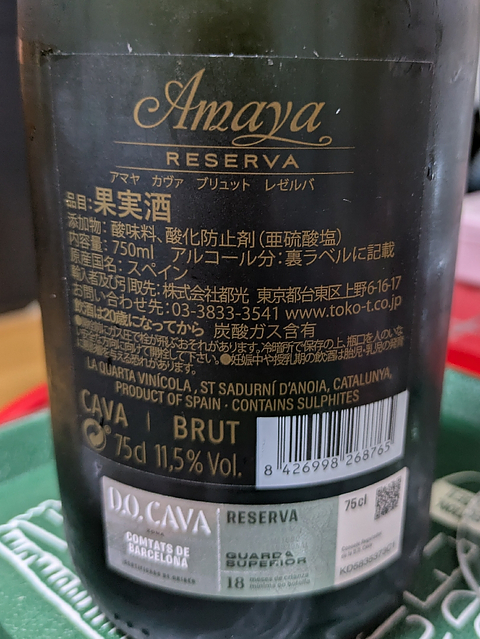 Amaya
RESERVA
アマヤ カヴァ ブリュット レゼルバ
品目:果実酒
添加物:酸味料、酸化防止剤(亜硫酸塩)
内容量:750ml アルコール分:裏ラベルに記載
原産国名:スペイン
輸入者及び引取先:株式会社都光 東京都台東区上野6-16-17
お問い合わせ先:03-3833-3541 www.toko-t.co.jp
飲酒は20歳になってから 炭酸ガス含有
LA QUARTA VINÍCOLA, ST SADURNÍ D'ANOIA, CATALUNYA,
PRODUCT OF SPAIN · CONTAINS SULPHITES
CAVA | BRUT
75cl 11,5% Vol.
8 426998 268765
D.O. CAVA
COMTATS DE
BARCELONA
RESERVA
GUARDA
SUPERIOR
18
75cl